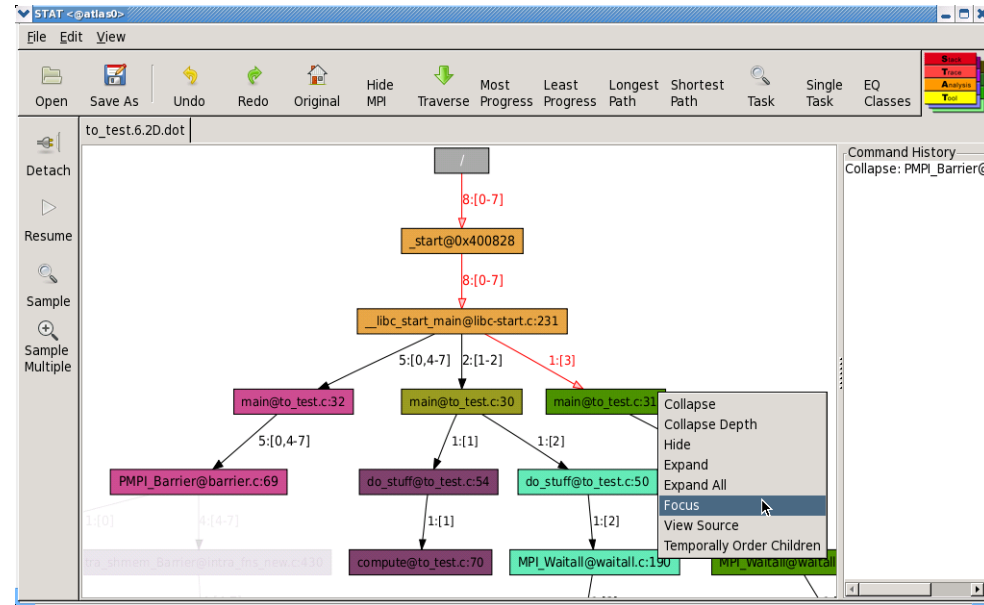 STAT <@atlas0>
File Edit View
Open Save As Undo Redo Original Hide MPI Traverse Most Progress Least Progress Longest Path Shortest Path Task Single Task EQ Classes
Stack
Trace
Analysis
Tool
Detach
Resume
Sample
Sample
Multiple
to_test.6.2D.dot
/
8:[0-7]
_start@0x400828
8:[0-7]
__libc_start_main@libc-start.c:231
5:[0,4-7] 2:[1-2] 1:[3]
main@to_test.c:32 main@to_test.c:30 main@to_test.c:31
5:[0,4-7] 1:[1] 1:[2]
PMPI_Barrier@barrier.c:69 do_stuff@to_test.c:54 do_stuff@to_test.c:50
1:[0] 4:[4-7] 1:[1] 1:[2]
compute@to_test.c:70 MPI_Waitall@waitall.c:190 MPI_Waitall@waitall
Collapse
Collapse Depth
Hide
Expand
Expand All
Focus
View Source
Temporally Order Children
Command History
Collapse: PMPI_Barrier@